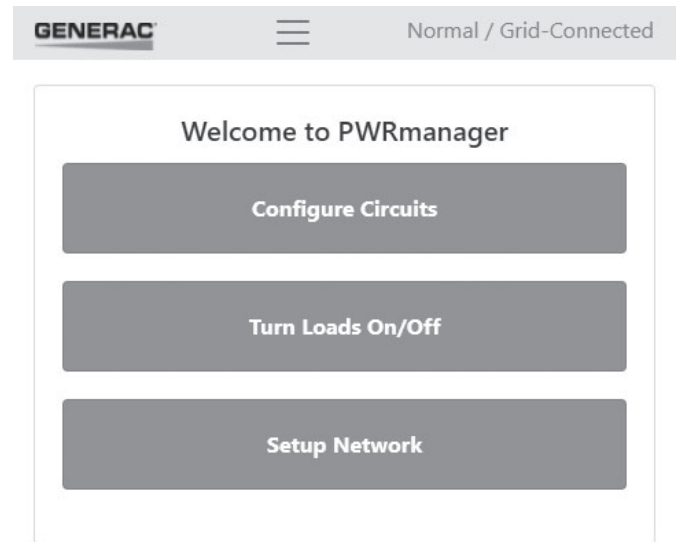 GENERAC Normal / Grid-Connected
Welcome to PWRmanager
Configure Circuits
Turn Loads On/Off
Setup Network